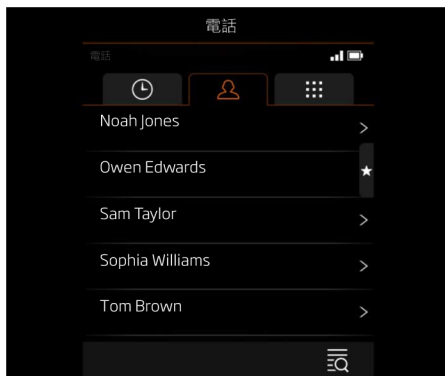 電話
電話
Noah Jones
Owen Edwards
Sam Taylor
Sophia Williams
Tom Brown